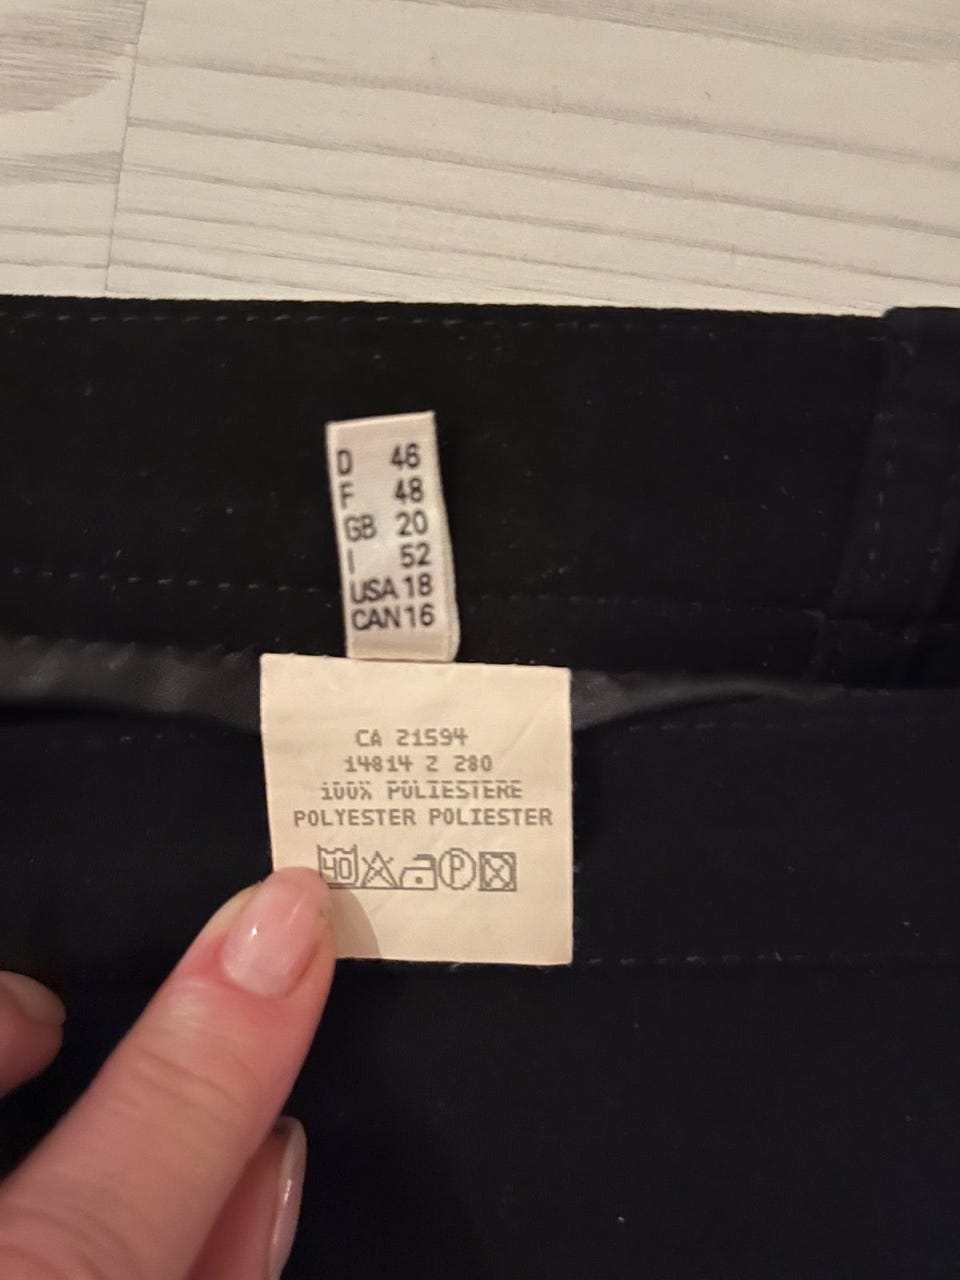 D 46
F 48
GB 20
I 52
USA 18
CAN 16
CA 21594
14814 Z 280
100% POLIESTERE
POLYESTER POLIESTER
40 P